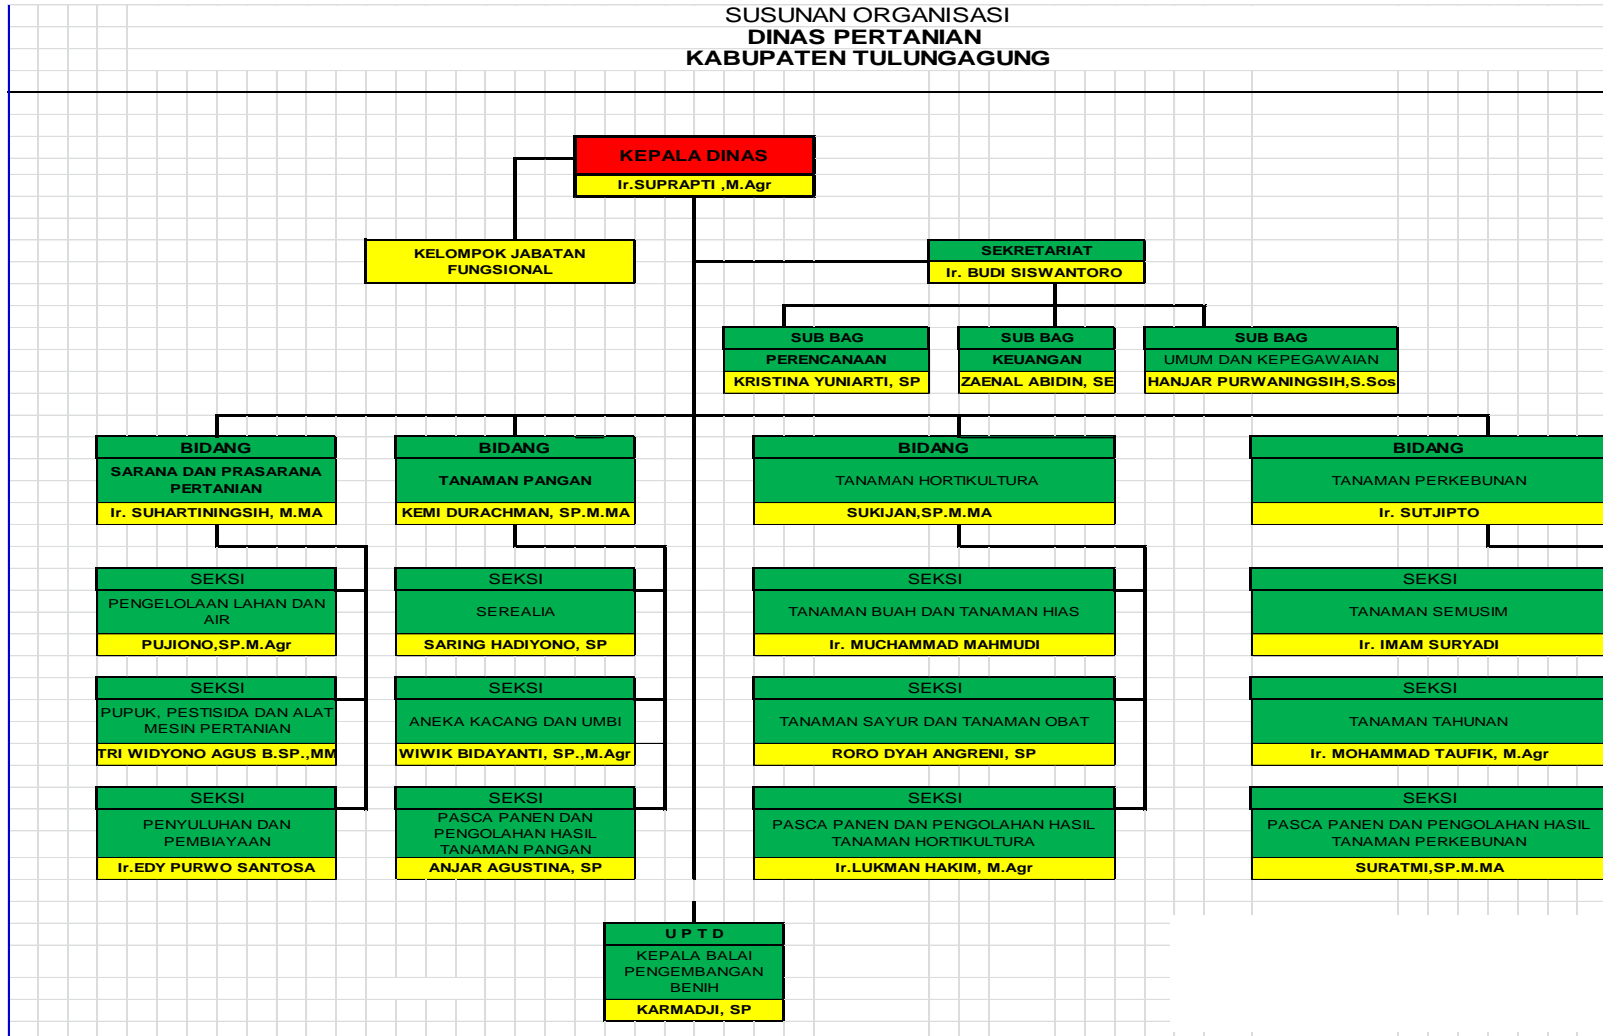 SUSUNAN ORGANISASI
DINAS PERTANIAN
KABUPATEN TULUNGAGUNG
KEPALA DINAS
Ir.SUPRAPTI ,M.Agr
KELOMPOK JABATAN
FUNGSIONAL
SEKRETARIAT
Ir. BUDI SISWANTORO
SUB BAG
PERENCANAAN
KRISTINA YUNIARTI, SP
SUB BAG
KEUANGAN
ZAENAL ABIDIN, SE
SUB BAG
UMUM DAN KEPEGAWAIAN
HANJAR PURWANINGSIH,S.Sos
BIDANG
SARANA DAN PRASARANA
PERTANIAN
Ir. SUHARTININGSIH, M.MA
BIDANG
TANAMAN PANGAN
KEMI DURACHMAN, SP.M.MA
BIDANG
TANAMAN HORTIKULTURA
SUKIJAN,SP.M.MA
BIDANG
TANAMAN PERKEBUNAN
Ir. SUTJIPTO
SEKSI
PENGELOLAAN LAHAN DAN
AIR
PUJIONO,SP.M.Agr
SEKSI
SEREALIA
SARING HADIYONO, SP
SEKSI
TANAMAN BUAH DAN TANAMAN HIAS
Ir. MUCHAMMAD MAHMUDI
SEKSI
TANAMAN SEMUSIM
Ir. IMAM SURYADI
SEKSI
PUPUK, PESTISIDA DAN ALAT
MESIN PERTANIAN
TRI WIDYONO AGUS B.SP.,MM
SEKSI
ANEKA KACANG DAN UMBI
WIWIK BIDAYANTI, SP.,M.Agr
SEKSI
TANAMAN SAYUR DAN TANAMAN OBAT
RORO DYAH ANGRENI, SP
SEKSI
TANAMAN TAHUNAN
Ir. MOHAMMAD TAUFIK, M.Agr
SEKSI
PENYULUHAN DAN
PEMBIAYAAN
Ir.EDY PURWO SANTOSA
SEKSI
PASCA PANEN DAN
PENGOLAHAN HASIL
TANAMAN PANGAN
ANJAR AGUSTINA, SP
SEKSI
PASCA PANEN DAN PENGOLAHAN HASIL
TANAMAN HORTIKULTURA
Ir.LUKMAN HAKIM, M.Agr
SEKSI
PASCA PANEN DAN PENGOLAHAN HASIL
TANAMAN PERKEBUNAN
SURATMI,SP.M.MA
U P T D
KEPALA BALAI
PENGEMBANGAN
BENIH
KARMADJI, SP